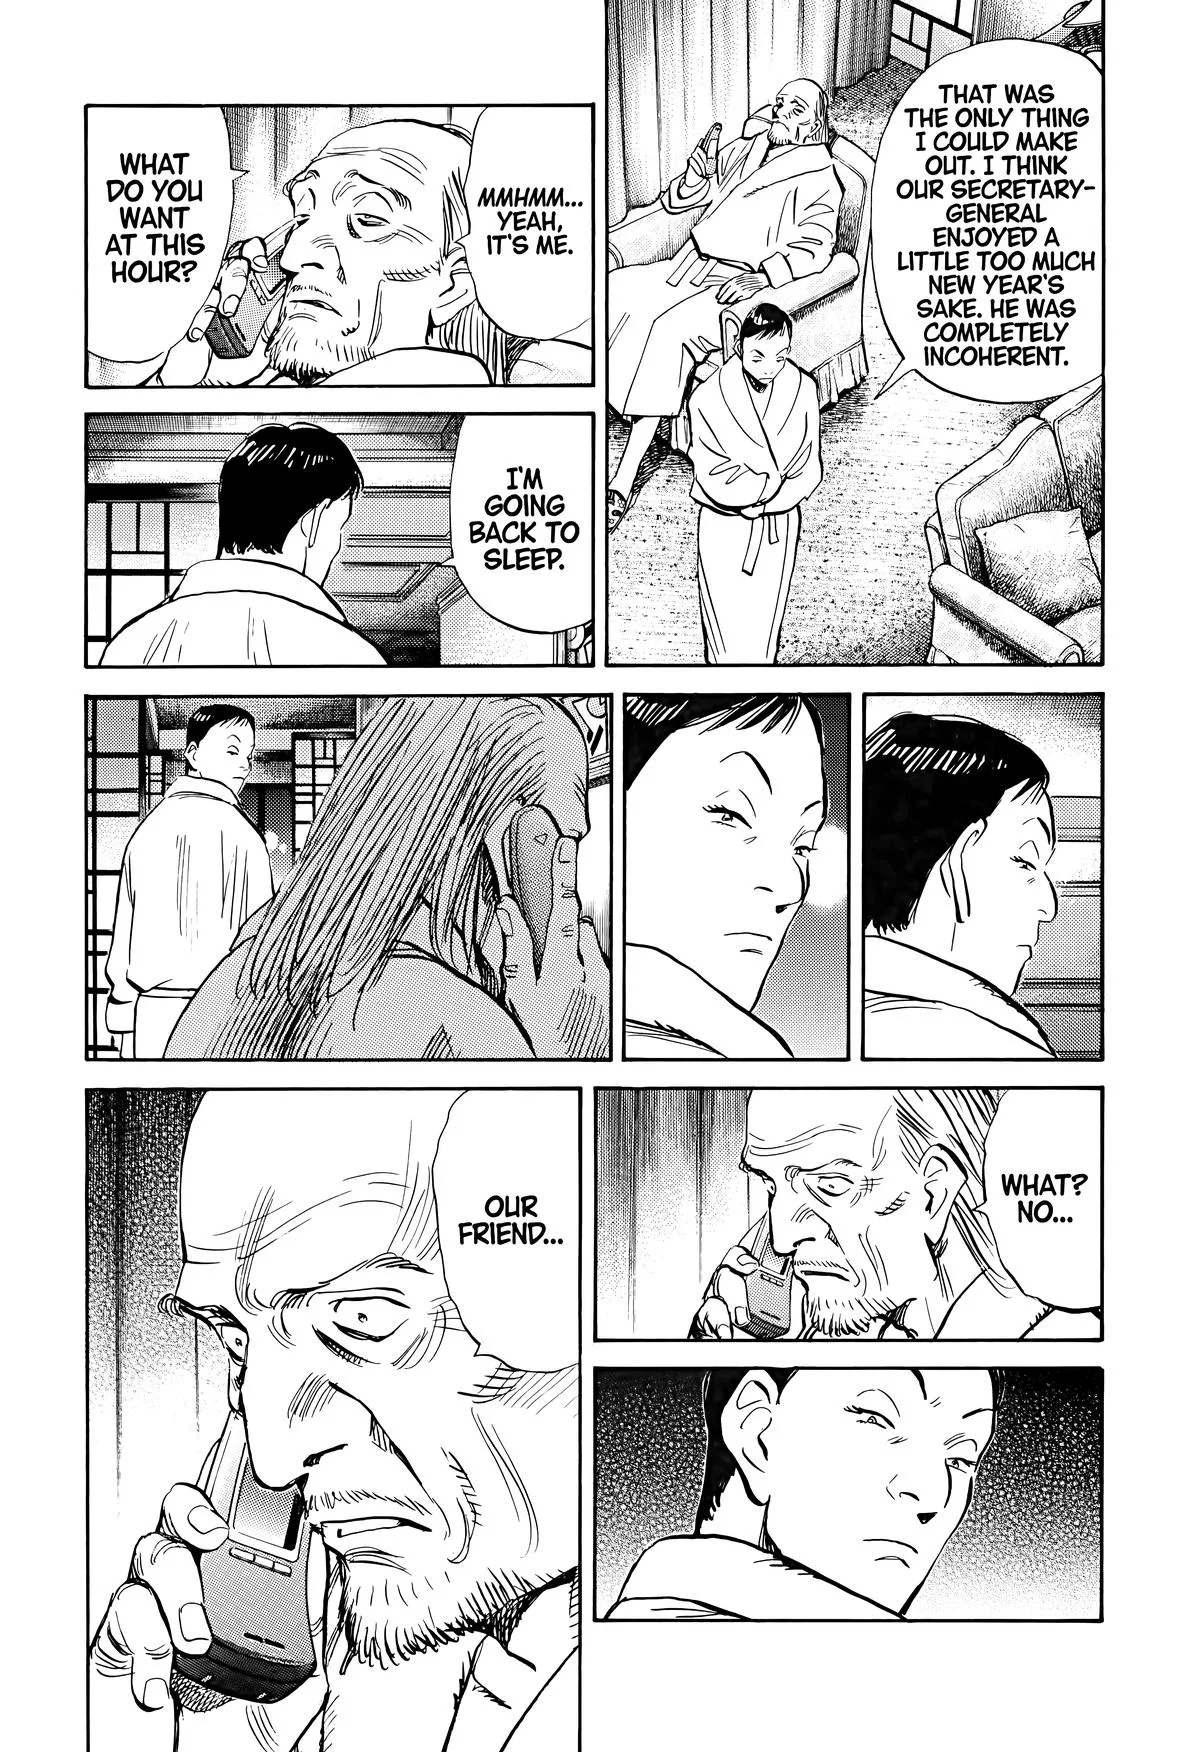 THAT WAS
THE ONLY THING
I COULD MAKE
OUT. I THINK
OUR SECRETARY-
GENERAL
ENJOYED A
LITTLE TOO MUCH
NEW YEAR'S
SAKE. HE WAS
COMPLETELY
INCOHERENT.
MMHMM...
YEAH,
IT'S ME.
WHAT
DO YOU
WANT
AT THIS
HOUR?
I'M
GOING
BACK TO
SLEEP.
WHAT?
NO...
OUR
FRIEND...